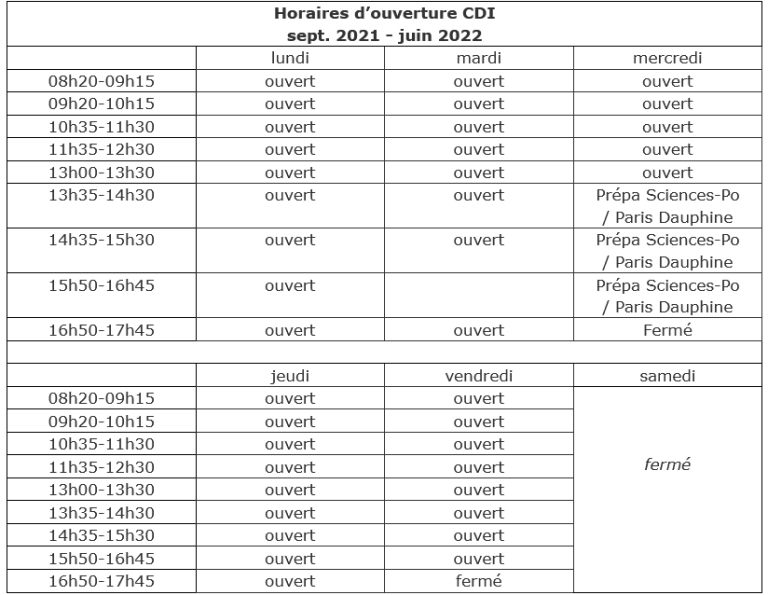 Horaires d’ouverture CDI
sept. 2021 - juin 2022
lundi mardi mercredi
08h20-09h15 ouvert ouvert ouvert
09h20-10h15 ouvert ouvert ouvert
10h35-11h30 ouvert ouvert ouvert
11h35-12h30 ouvert ouvert ouvert
13h00-13h30 ouvert ouvert ouvert
13h35-14h30 ouvert ouvert Prépa Sciences-Po
/ Paris Dauphine
14h35-15h30 ouvert ouvert Prépa Sciences-Po
/ Paris Dauphine
15h50-16h45 ouvert Prépa Sciences-Po
/ Paris Dauphine
16h50-17h45 ouvert ouvert Fermé
jeudi vendredi samedi
08h20-09h15 ouvert ouvert
09h20-10h15 ouvert ouvert
10h35-11h30 ouvert ouvert
11h35-12h30 ouvert ouvert fermé
13h00-13h30 ouvert ouvert
13h35-14h30 ouvert ouvert
14h35-15h30 ouvert ouvert
15h50-16h45 ouvert ouvert
16h50-17h45 ouvert fermé